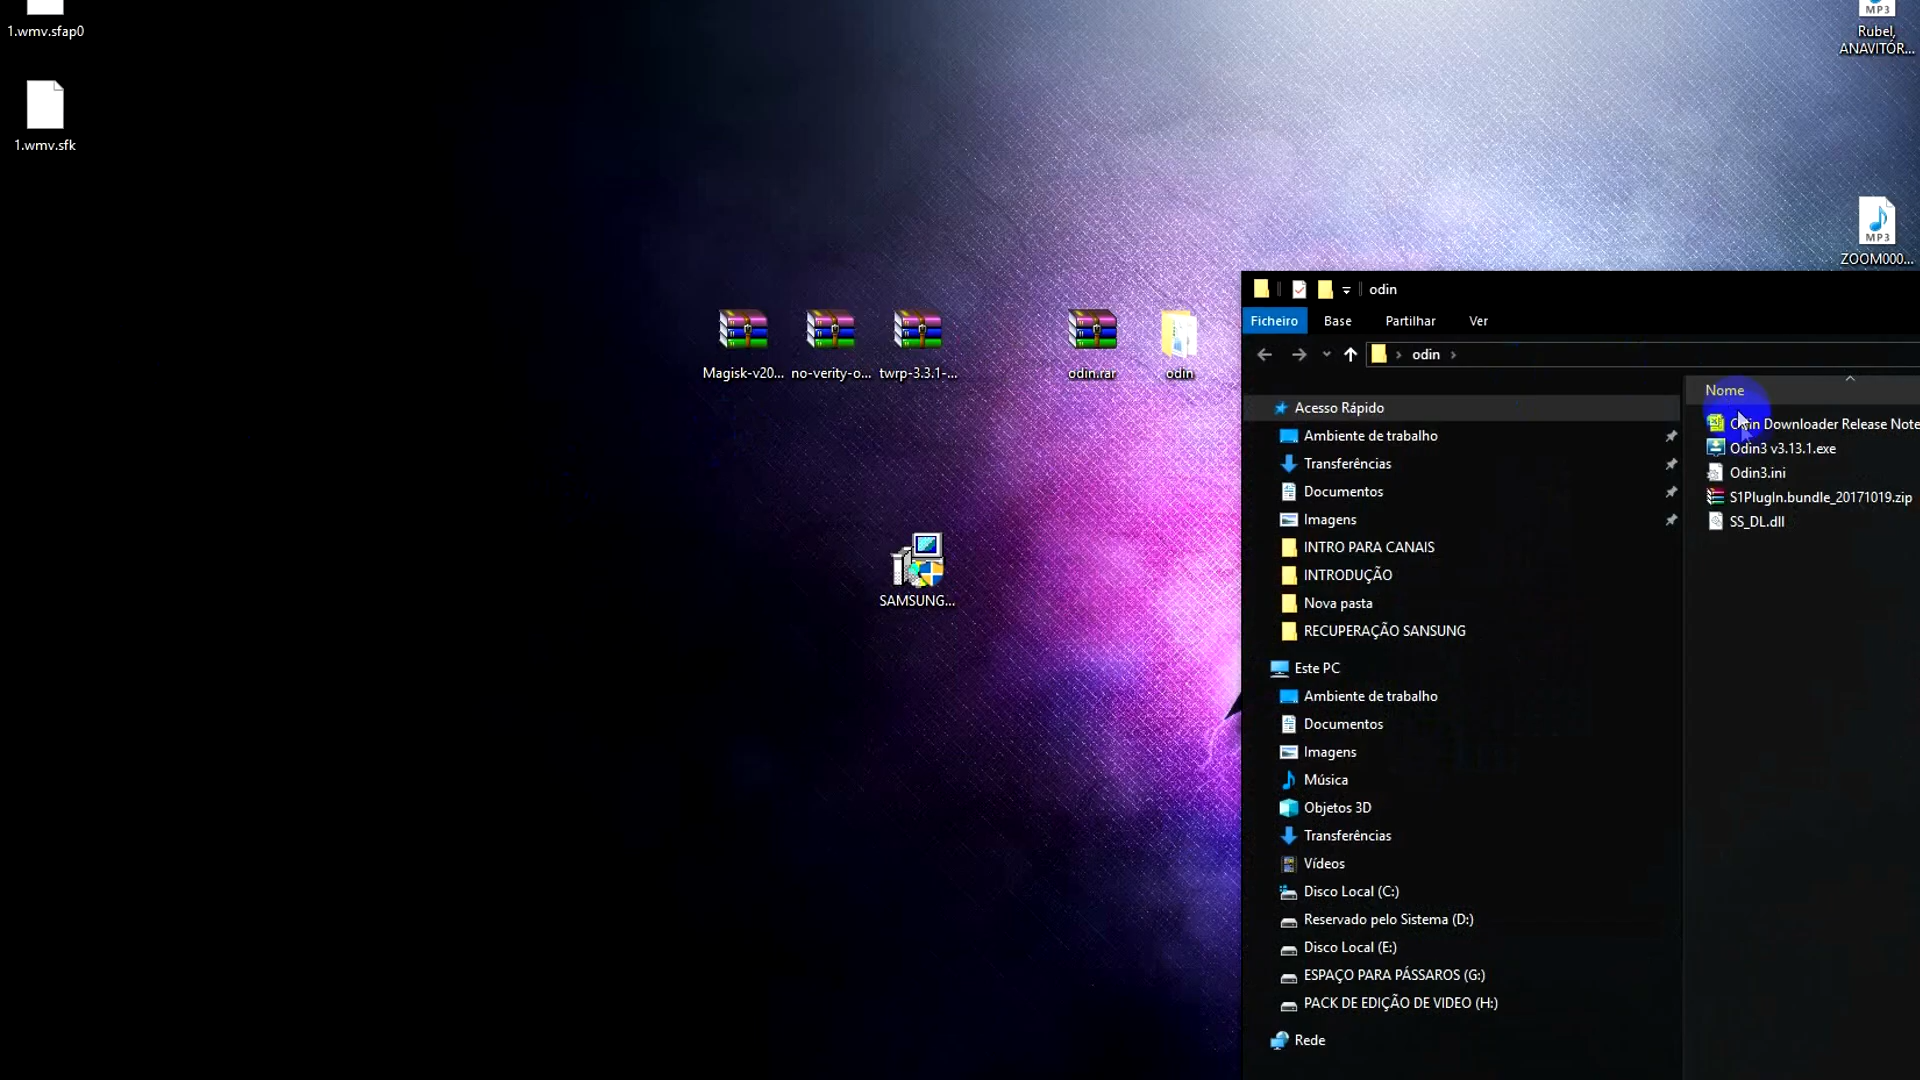 1.wmv.sfap0
1.wmv.sfk
MP3
Rubel,
ANAVITÓR...
MP3
ZOOM000...
Magisk-v20...
no-verity-o...
twrp-3.3.1-...
odin.rar
odin
SAMSUNG...
odin
Ficheiro
Base
Partilhar
Ver
odin
Nome
Acesso Rápido
Ambiente de trabalho
Transferências
Documentos
Imagens
INTRO PARA CANAIS
INTRODUÇÃO
Nova pasta
RECUPERAÇÃO SANSUNG
Este PC
Ambiente de trabalho
Documentos
Imagens
Música
Objetos 3D
Transferências
Vídeos
Disco Local (C:)
Reservado pelo Sistema (D:)
Disco Local (E:)
ESPAÇO PARA PÁSSAROS (G:)
PACK DE EDIÇÃO DE VIDEO (H:)
Rede
Odin Downloader Release Note
Odin3 v3.13.1.exe
Odin3.ini
S1PlugIn.bundle_20171019.zip
SS_DL.dll